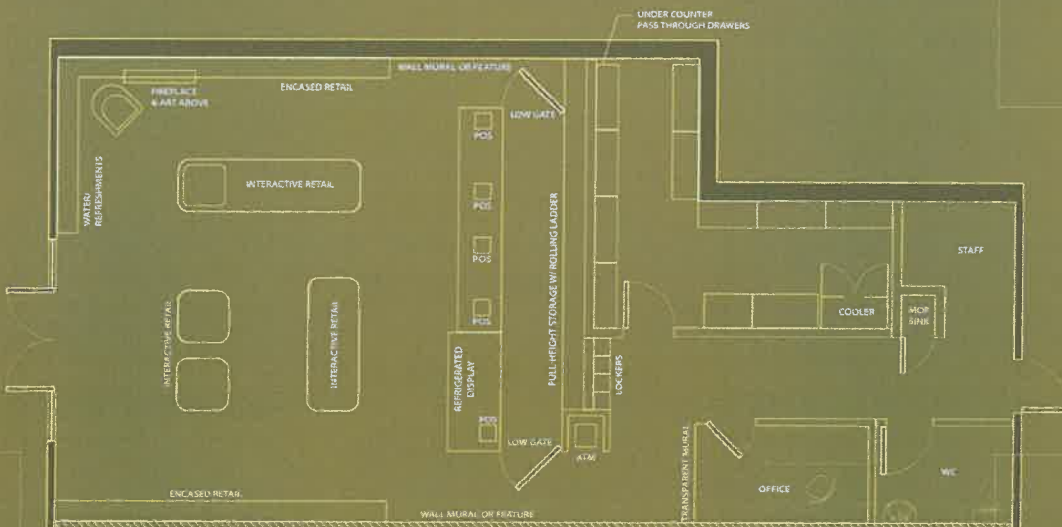 UNDER COUNTER
PASS THROUGH DRAWERS
WALL MURAL OR FEATURE
FIREPLACE
& ART ABOVE
ENCASED RETAIL
LOW GATE
POS
WATER/
REFRESHMENTS
INTERACTIVE RETAIL
POS
POS
POS
FULL-HEIGHT STORAGE W/ ROLLING LADDER
STAFF
COOLER
MOP
SINK
INTERACTIVE RETAIL
INTERACTIVE RETAIL
REFRIGERATED
DISPLAY
LOCKERS
POS
LOW GATE
ATM
TRANSPARENT MURAL
OFFICE
WC
ENCASED RETAIL
WALL MURAL OR FEATURE